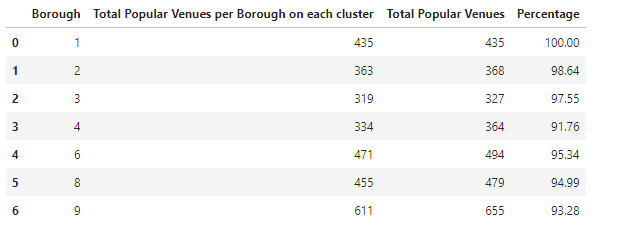 Borough Total Popular Venues per Borough on each cluster Total Popular Venues Percentage
0 1 435 435 100.00
1 2 363 368 98.64
2 3 319 327 97.55
3 4 334 364 91.76
4 6 471 494 95.34
5 8 455 479 94.99
6 9 611 655 93.28